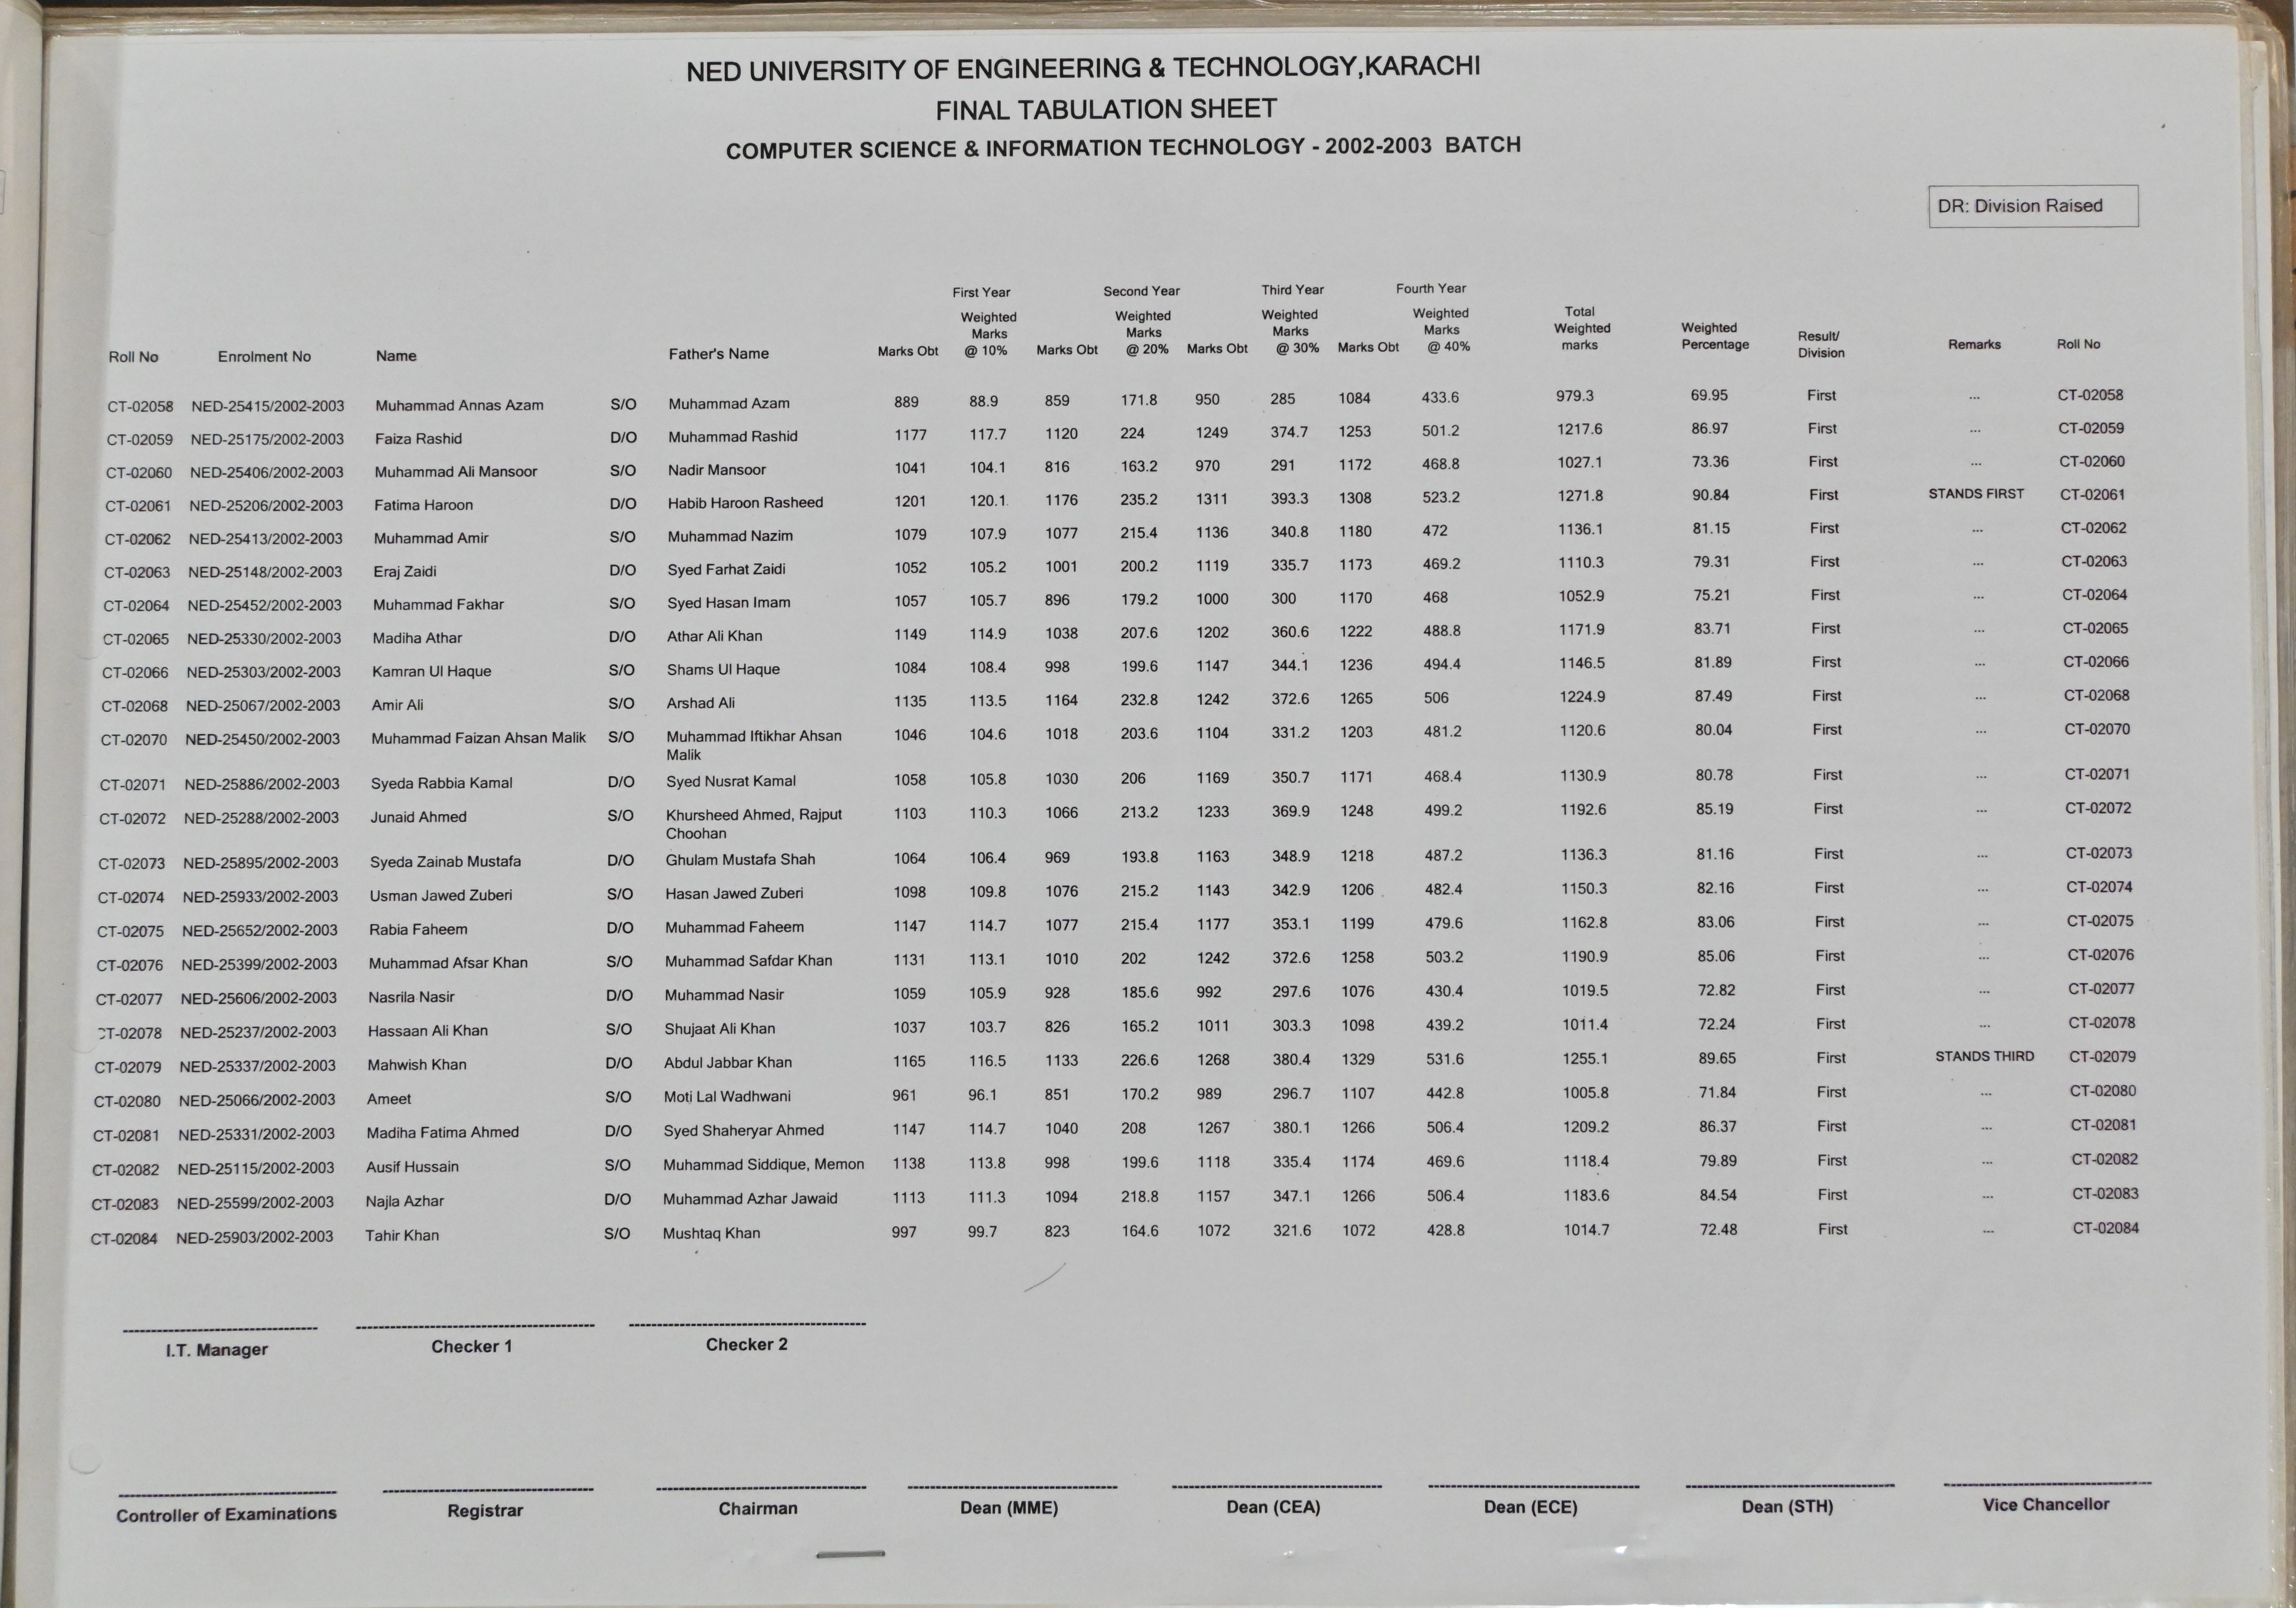 NED UNIVERSITY OF ENGINEERING & TECHNOLOGY,KARACHI
FINAL TABULATION SHEET
COMPUTER SCIENCE & INFORMATION TECHNOLOGY - 2002-2003 BATCH
DR: Division Raised
First Year Second Year Third Year Fourth Year
Roll No Enrolment No Name Father's Name Marks Obt Weighted Marks @ 10% Marks Obt Weighted Marks @ 20% Marks Obt Weighted Marks @ 30% Marks Obt Weighted Marks @ 40% Total Weighted marks Weighted Percentage Result/ Division Remarks Roll No
CT-02058 NED-25415/2002-2003 Muhammad Annas Azam S/O Muhammad Azam 889 88.9 859 171.8 950 285 1084 433.6 979.3 69.95 First ... CT-02058
CT-02059 NED-25175/2002-2003 Faiza Rashid D/O Muhammad Rashid 1177 117.7 1120 224 1249 374.7 1253 501.2 1217.6 86.97 First ... CT-02059
CT-02060 NED-25406/2002-2003 Muhammad Ali Mansoor S/O Nadir Mansoor 1041 104.1 816 163.2 970 291 1172 468.8 1027.1 73.36 First ... CT-02060
CT-02061 NED-25206/2002-2003 Fatima Haroon D/O Habib Haroon Rasheed 1201 120.1 1176 235.2 1311 393.3 1308 523.2 1271.8 90.84 First STANDS FIRST CT-02061
CT-02062 NED-25413/2002-2003 Muhammad Amir S/O Muhammad Nazim 1079 107.9 1077 215.4 1136 340.8 1180 472 1136.1 81.15 First ... CT-02062
CT-02063 NED-25148/2002-2003 Eraj Zaidi D/O Syed Farhat Zaidi 1052 105.2 1001 200.2 1119 335.7 1173 469.2 1110.3 79.31 First ... CT-02063
CT-02064 NED-25452/2002-2003 Muhammad Fakhar S/O Syed Hasan Imam 1057 105.7 896 179.2 1000 300 1170 468 1052.9 75.21 First ... CT-02064
CT-02065 NED-25330/2002-2003 Madiha Athar D/O Athar Ali Khan 1149 114.9 1038 207.6 1202 360.6 1222 488.8 1171.9 83.71 First ... CT-02065
CT-02066 NED-25303/2002-2003 Kamran Ul Haque S/O Shams Ul Haque 1084 108.4 998 199.6 1147 344.1 1236 494.4 1146.5 81.89 First ... CT-02066
CT-02068 NED-25067/2002-2003 Amir Ali S/O Arshad Ali 1135 113.5 1164 232.8 1242 372.6 1265 506 1224.9 87.49 First ... CT-02068
CT-02070 NED-25450/2002-2003 Muhammad Faizan Ahsan Malik S/O Muhammad Iftikhar Ahsan 1046 104.6 1018 203.6 1104 331.2 1203 481.2 1120.6 80.04 First ... CT-02070
Malik
CT-02071 NED-25886/2002-2003 Syeda Rabbia Kamal D/O Syed Nusrat Kamal 1058 105.8 1030 206 1169 350.7 1171 468.4 1130.9 80.78 First ... CT-02071
CT-02072 NED-25288/2002-2003 Junaid Ahmed S/O Khursheed Ahmed, Rajput 1103 110.3 1066 213.2 1233 369.9 1248 499.2 1192.6 85.19 First ... CT-02072
Choohan
CT-02073 NED-25895/2002-2003 Syeda Zainab Mustafa D/O Ghulam Mustafa Shah 1064 106.4 969 193.8 1163 348.9 1218 487.2 1136.3 81.16 First ... CT-02073
CT-02074 NED-25933/2002-2003 Usman Jawed Zuberi S/O Hasan Jawed Zuberi 1098 109.8 1076 215.2 1143 342.9 1206 482.4 1150.3 82.16 First ... CT-02074
CT-02075 NED-25652/2002-2003 Rabia Faheem D/O Muhammad Faheem 1147 114.7 1077 215.4 1177 353.1 1199 479.6 1162.8 83.06 First ... CT-02075
CT-02076 NED-25399/2002-2003 Muhammad Afsar Khan S/O Muhammad Safdar Khan 1131 113.1 1010 202 1242 372.6 1258 503.2 1190.9 85.06 First ... CT-02076
CT-02077 NED-25606/2002-2003 Nasrila Nasir D/O Muhammad Nasir 1059 105.9 928 185.6 992 297.6 1076 430.4 1019.5 72.82 First ... CT-02077
CT-02078 NED-25237/2002-2003 Hassaan Ali Khan S/O Shujaat Ali Khan 1037 103.7 826 165.2 1011 303.3 1098 439.2 1011.4 72.24 First ... CT-02078
CT-02079 NED-25337/2002-2003 Mahwish Khan D/O Abdul Jabbar Khan 1165 116.5 1133 226.6 1268 380.4 1329 531.6 1255.1 89.65 First STANDS THIRD CT-02079
CT-02080 NED-25066/2002-2003 Ameet S/O Moti Lal Wadhwani 961 96.1 851 170.2 989 296.7 1107 442.8 1005.8 71.84 First ... CT-02080
CT-02081 NED-25331/2002-2003 Madiha Fatima Ahmed D/O Syed Shaheryar Ahmed 1147 114.7 1040 208 1267 380.1 1266 506.4 1209.2 86.37 First ... CT-02081
CT-02082 NED-25115/2002-2003 Ausif Hussain S/O Muhammad Siddique, Memon 1138 113.8 998 199.6 1118 335.4 1174 469.6 1118.4 79.89 First ... CT-02082
CT-02083 NED-25599/2002-2003 Najla Azhar D/O Muhammad Azhar Jawaid 1113 111.3 1094 218.8 1157 347.1 1266 506.4 1183.6 84.54 First ... CT-02083
CT-02084 NED-25903/2002-2003 Tahir Khan S/O Mushtaq Khan 997 99.7 823 164.6 1072 321.6 1072 428.8 1014.7 72.48 First ... CT-02084
I.T. Manager Checker 1 Checker 2
Controller of Examinations Registrar Chairman Dean (MME) Dean (CEA) Dean (ECE) Dean (STH) Vice Chancellor